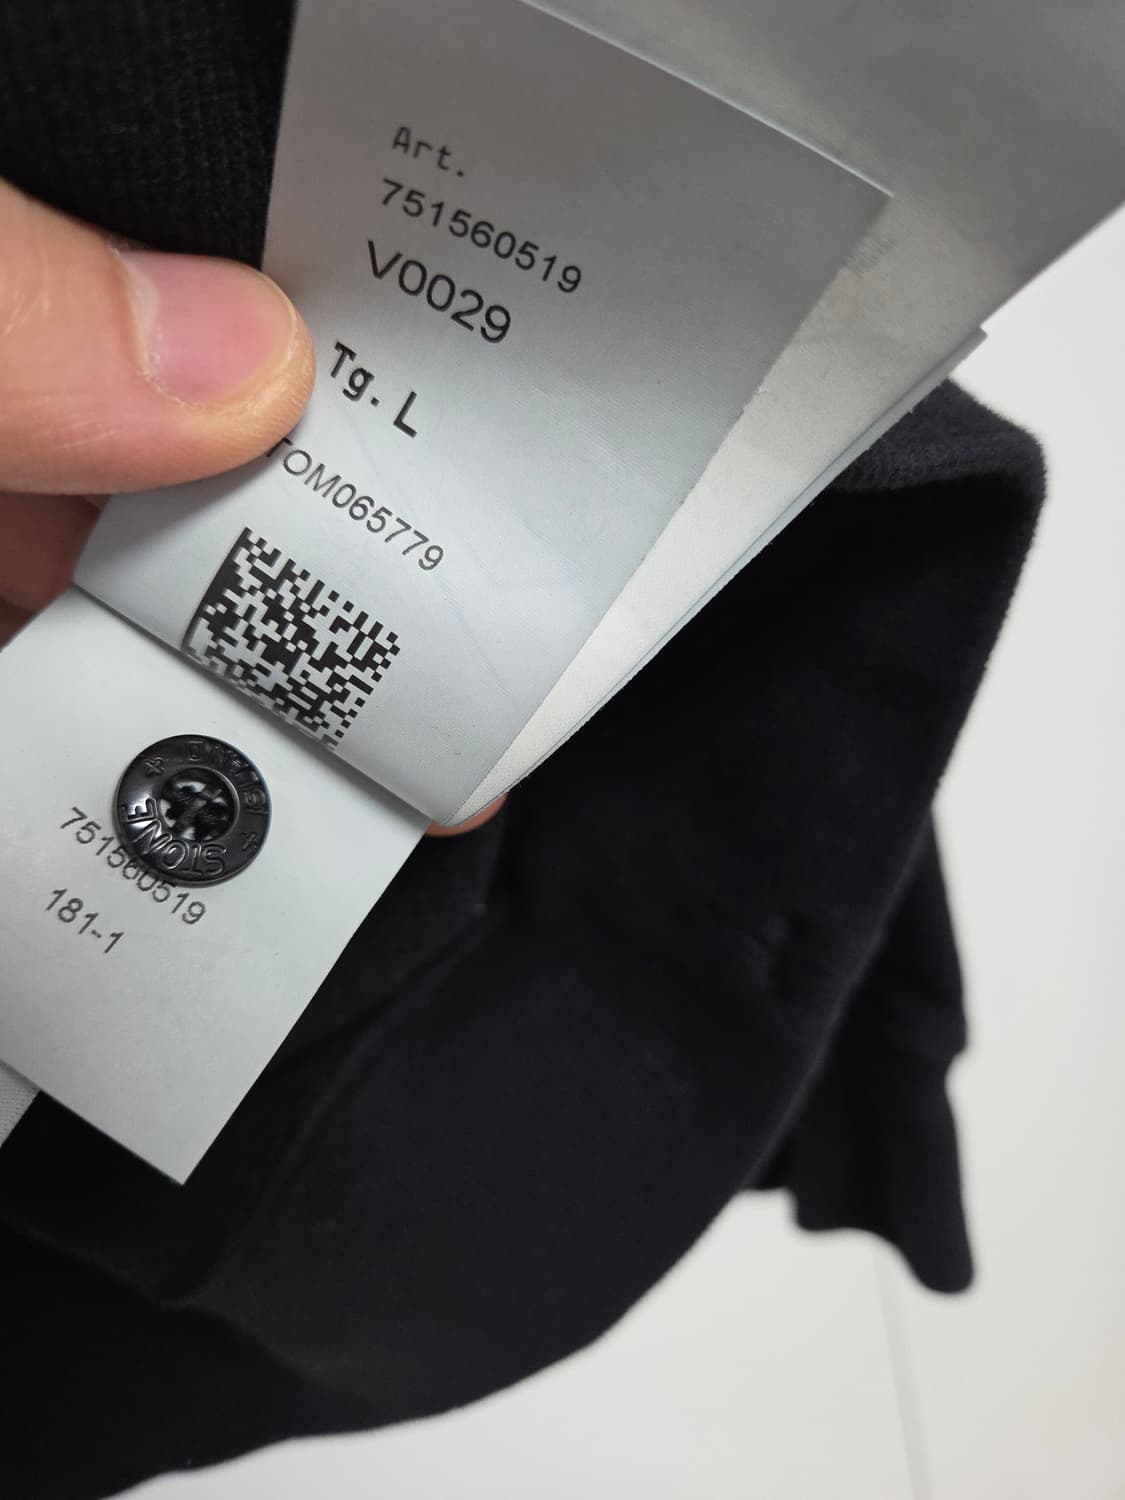 Art.
751560519
V0029
Tg. L
TOM065779
STONE ISLAND
751560519
181-1